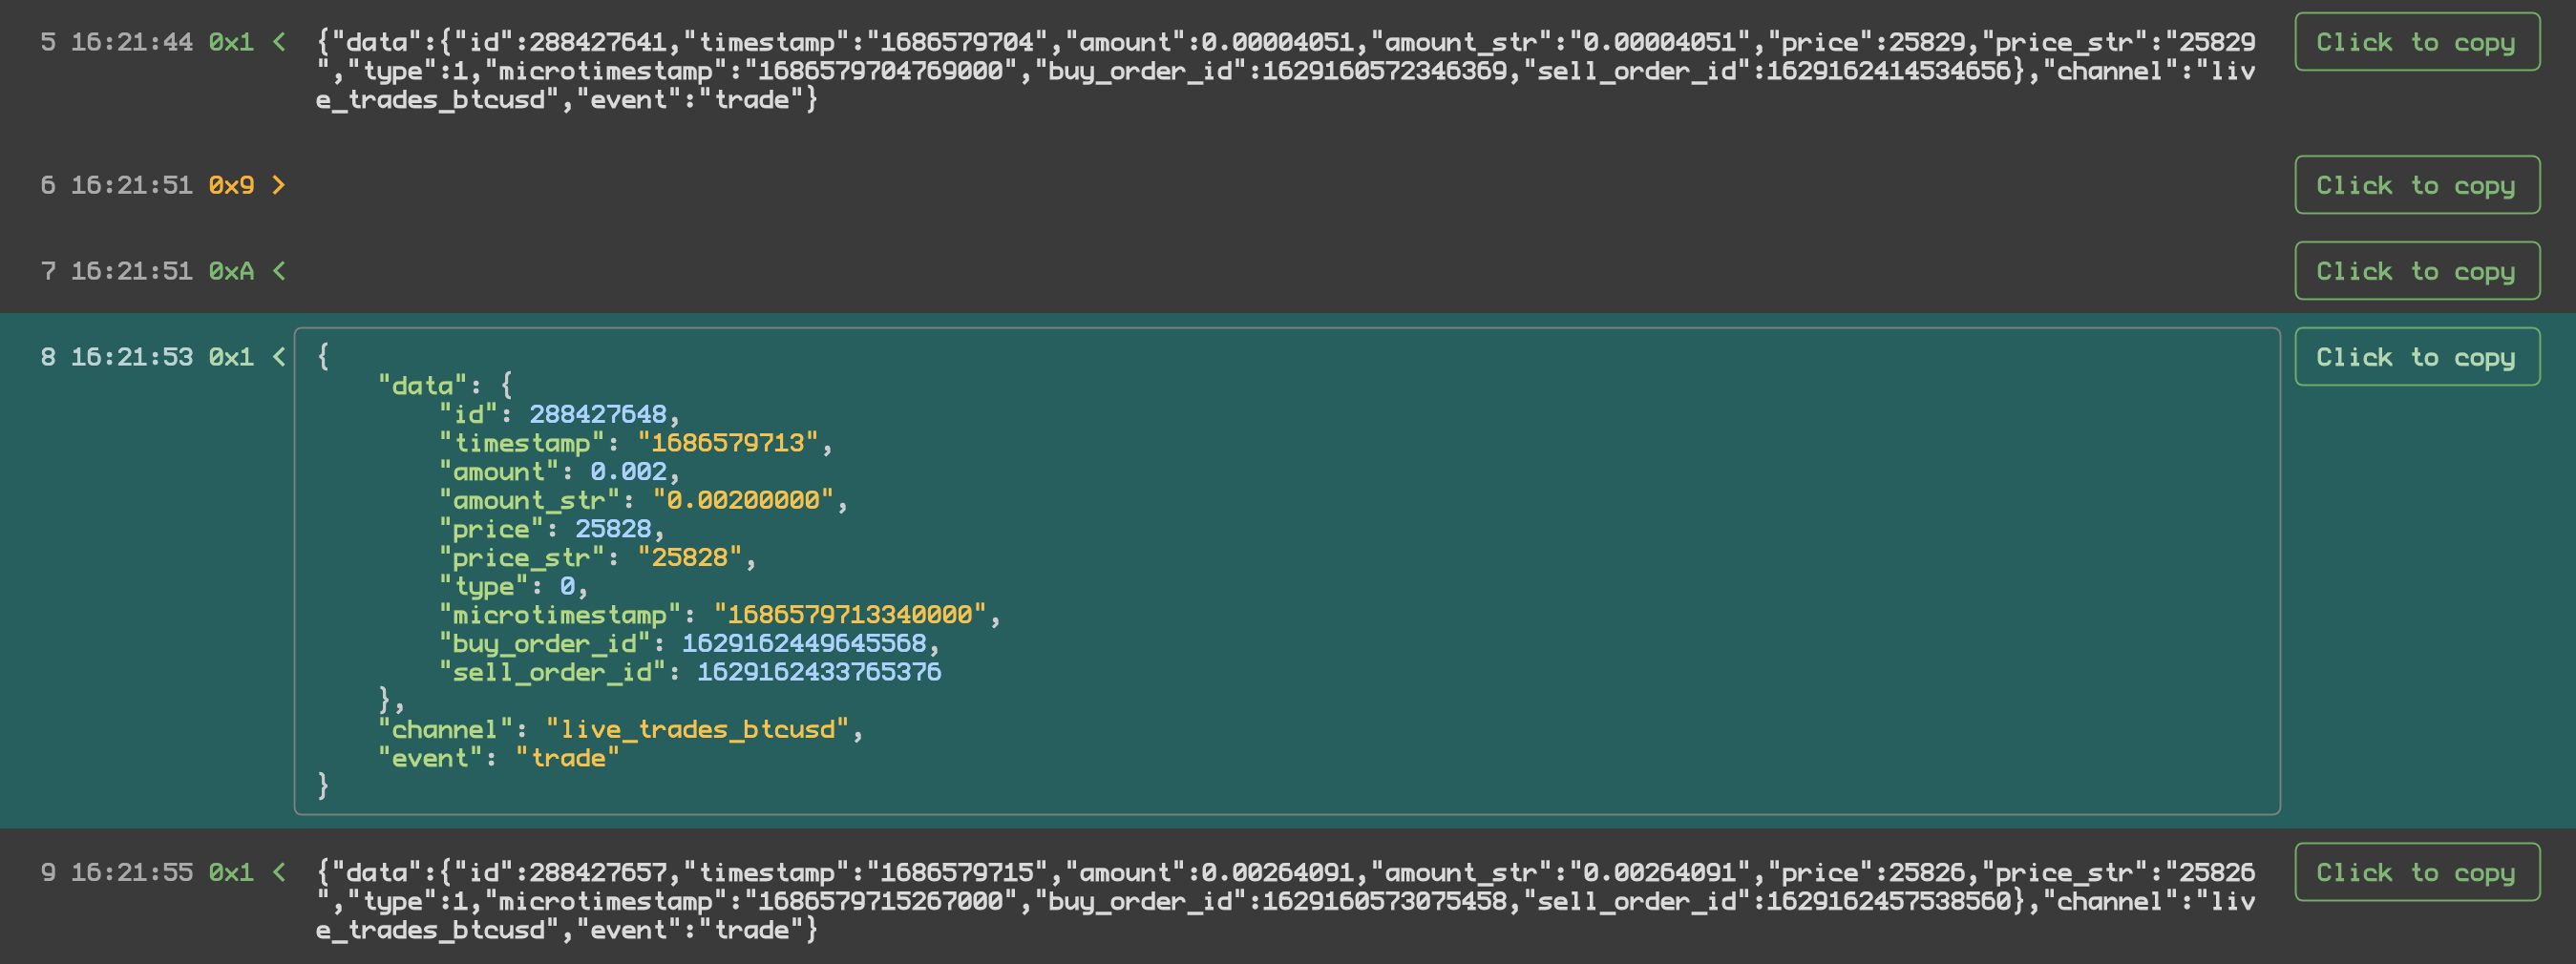 5 16:21:44 0x1 < {"data":{"id":288427641,"timestamp":"1686579704","amount":0.00004051,"amount_str":"0.00004051","price":25829,"price_str":"25829 Click to copy
","type":1,"microtimestamp":"1686579704769000","buy_order_id":1629160572346369,"sell_order_id":1629162414534656},"channel":"liv
e_trades_btcusd","event":"trade"}
6 16:21:51 0x9 > Click to copy
7 16:21:51 0xA < Click to copy
8 16:21:53 0x1 < { Click to copy
"data": {
"id": 288427648,
"timestamp": "1686579713",
"amount": 0.002,
"amount_str": "0.00200000",
"price": 25828,
"price_str": "25828",
"type": 0,
"microtimestamp": "1686579713340000",
"buy_order_id": 1629162449645568,
"sell_order_id": 1629162433765376
},
"channel": "live_trades_btcusd",
"event": "trade"
}
9 16:21:55 0x1 < {"data":{"id":288427657,"timestamp":"1686579715","amount":0.00264091,"amount_str":"0.00264091","price":25826,"price_str":"25826 Click to copy
","type":1,"microtimestamp":"1686579715267000","buy_order_id":1629160573075458,"sell_order_id":1629162457538560},"channel":"liv
e_trades_btcusd","event":"trade"}